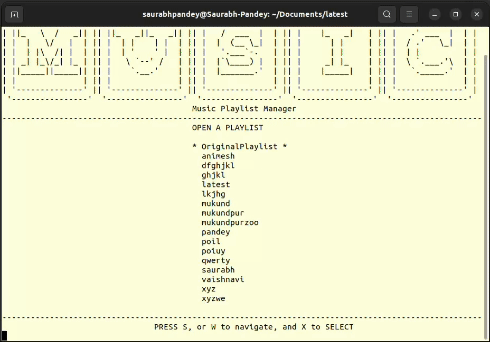 saurabhpandey@Saurabh-Pandey: ~/Documents/latest
MUSIC
Music Playlist Manager
OPEN A PLAYLIST
* OriginalPlaylist *
animesh
dfghjkl
ghjkl
latest
lkjhg
mukund
mukundpur
mukundpurzoo
pandey
poil
poiuy
qwerty
saurabh
vaishnavi
xyz
xyzwe
PRESS S, or W to navigate, and X to SELECT